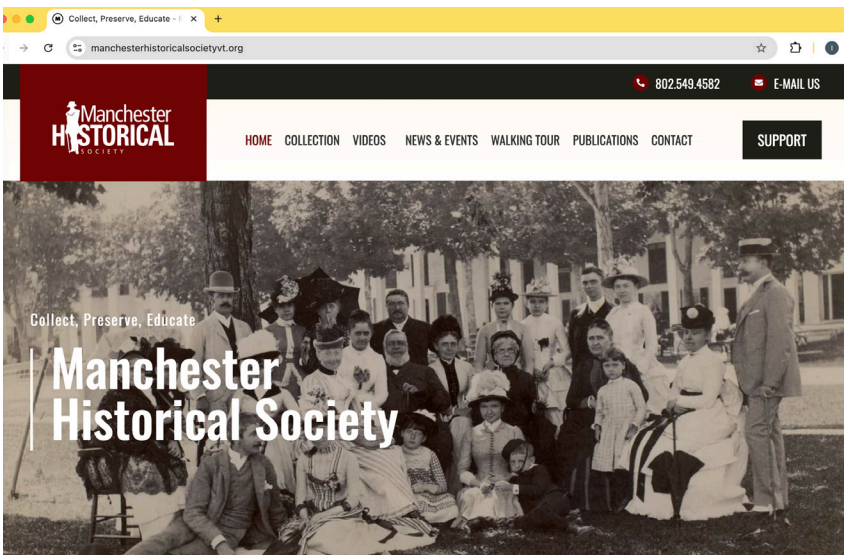 Collect, Preserve, Educate -
manchesterhistoricalsocietyvt.org
802.549.4582
E-MAIL US
Manchester
HISTORICAL
SOCIETY
HOME COLLECTION VIDEOS NEWS & EVENTS WALKING TOUR PUBLICATIONS CONTACT
SUPPORT
Collect, Preserve, Educate
Manchester
Historical Society